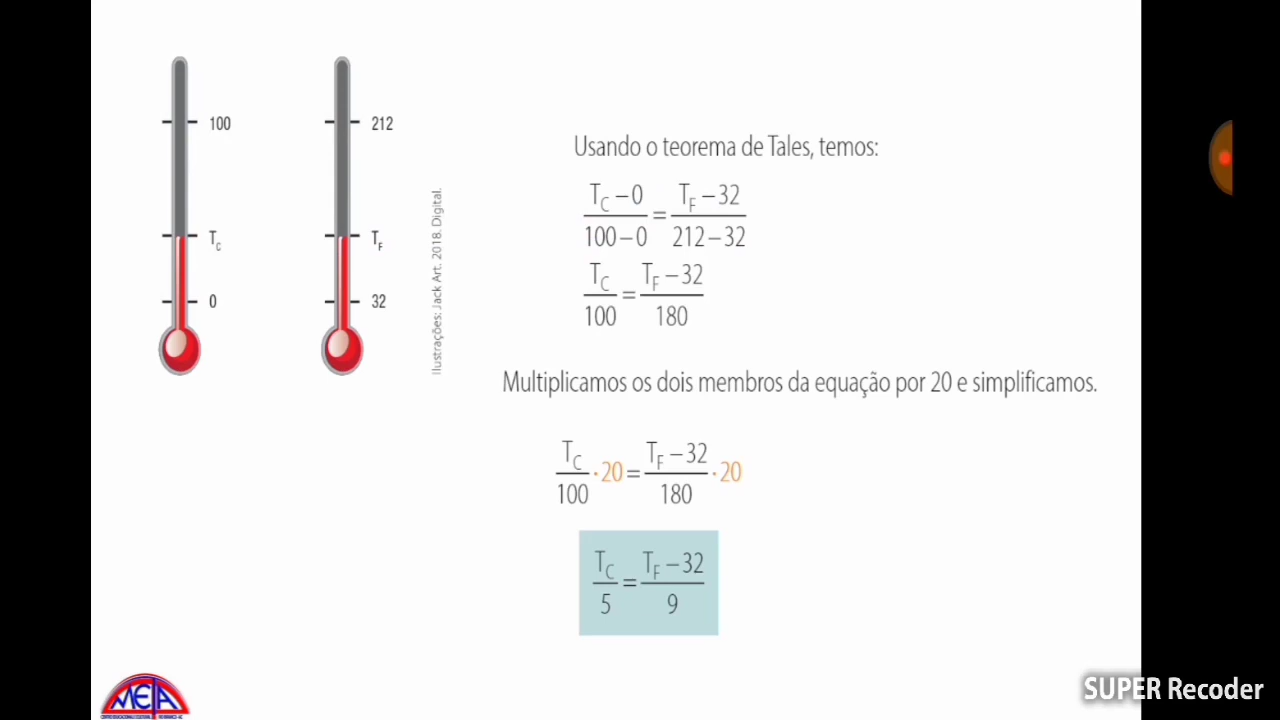 100
T_C
0
212
T_F
32
Ilustrações: Jack Art. 2018. Digital.
Usando o teorema de Tales, temos:
(T_C – 0)/(100 – 0) = (T_F – 32)/(212 – 32)
T_C/100 = (T_F – 32)/180
Multiplicamos os dois membros da equação por 20 e simplificamos.
T_C/100 · 20 = (T_F – 32)/180 · 20
T_C/5 = (T_F – 32)/9
META
SUPER Recoder